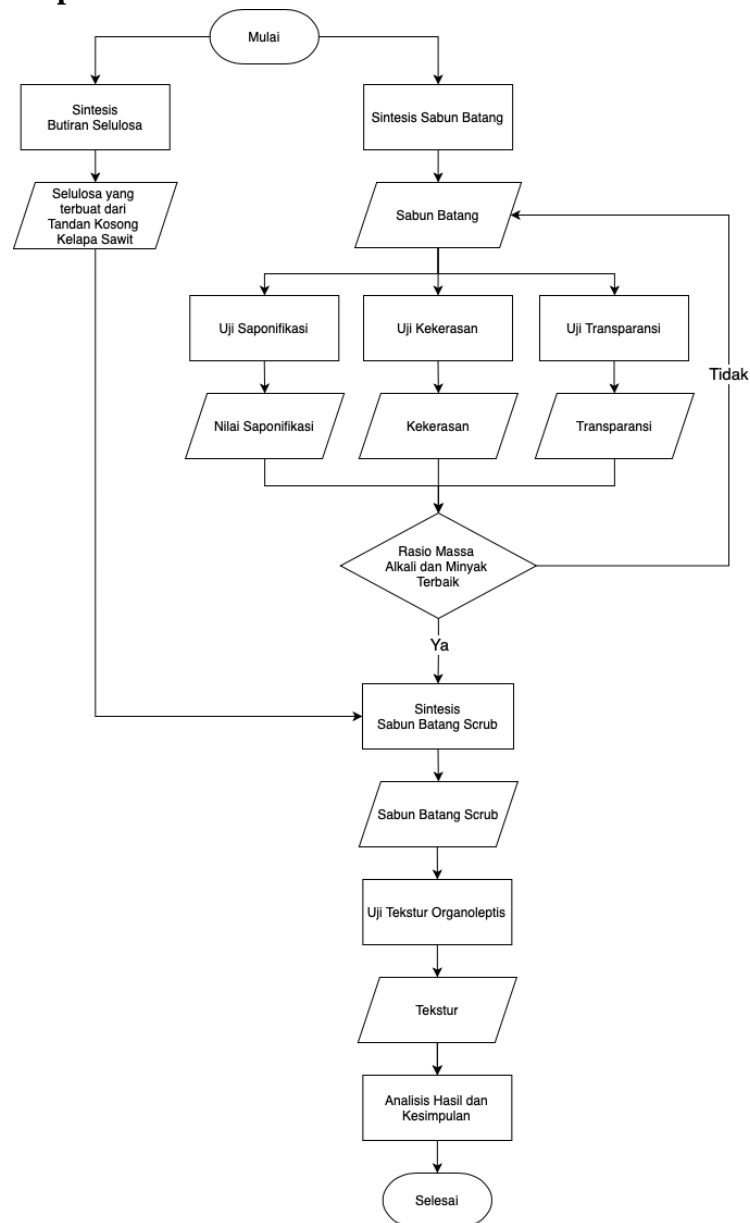 Mulai
Sintesis
Butiran Selulosa
Sintesis Sabun Batang
Selulosa yang
terbuat dari
Tandan Kosong
Kelapa Sawit
Sabun Batang
Uji Saponifikasi
Uji Kekerasan
Uji Transparansi
Tidak
Nilai Saponifikasi
Kekerasan
Transparansi
Rasio Massa
Alkali dan Minyak
Terbaik
Ya
Sintesis
Sabun Batang Scrub
Sabun Batang Scrub
Uji Tekstur Organoleptis
Tekstur
Analisis Hasil dan
Kesimpulan
Selesai